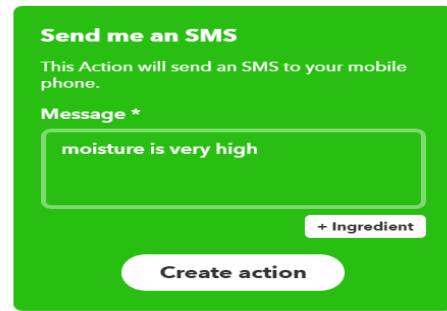 Send me an SMS
This Action will send an SMS to your mobile
phone.
Message *
moisture is very high
+ Ingredient
Create action